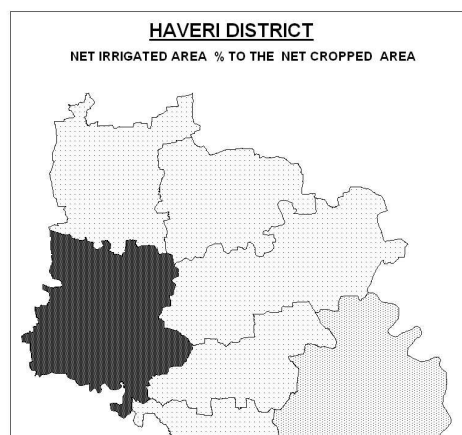 HAVERI DISTRICT
NET IRRIGATED AREA % TO THE NET CROPPED AREA